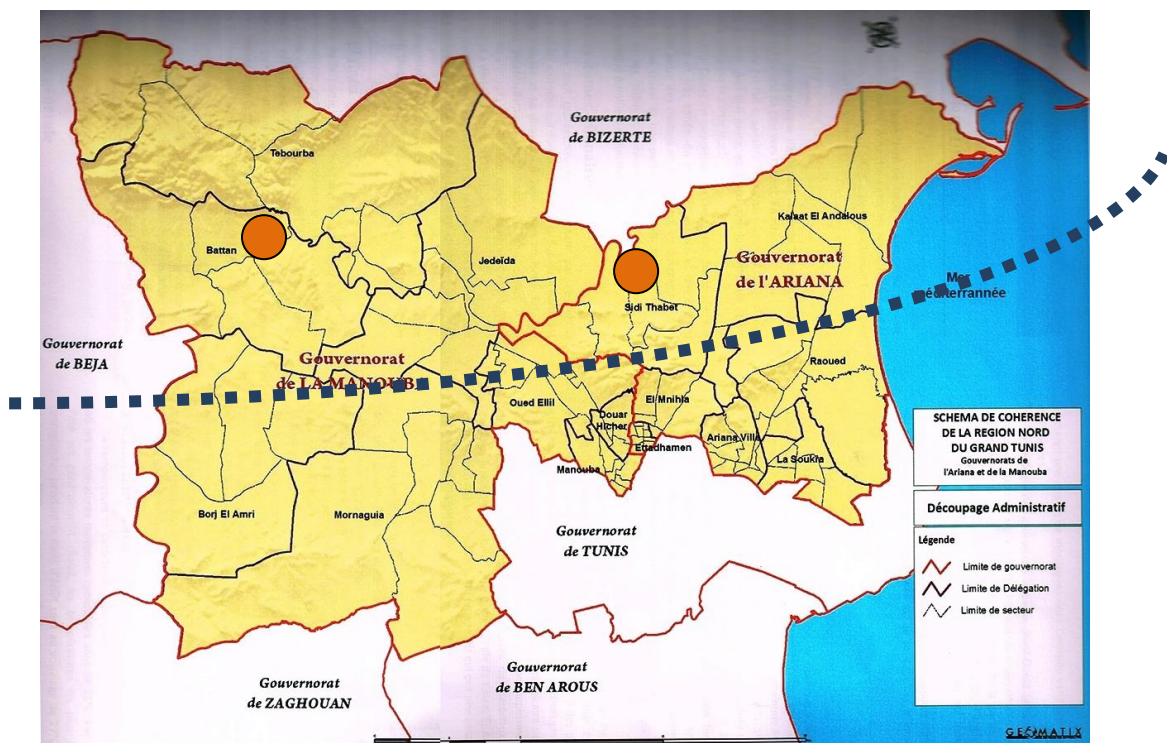 Gouvernorat
de BIZERTE
Tebourba
Kalaat El Andalous
Battan
Jedeïda
Gouvernorat
de l'ARIANA
Mer
méditerrannée
Sidi Thabet
Gouvernorat
de BEJA
Gouvernorat
de LA MANOUBA
Raoued
Oued Ellil
El Mnihla
Douar
Hicher
Ettadhamen
Ariana Ville
La Soukra
Manouba
Borj El Amri
Mornaguia
Gouvernorat
de TUNIS
Gouvernorat
de BEN AROUS
Gouvernorat
de ZAGHOUAN
SCHEMA DE COHERENCE
DE LA REGION NORD
DU GRAND TUNIS
Gouvernorats de
l'Ariana et de la Manouba
Découpage Administratif
Légende
Limite de gouvernorat
Limite de Délégation
Limite de secteur
GEOMATIX